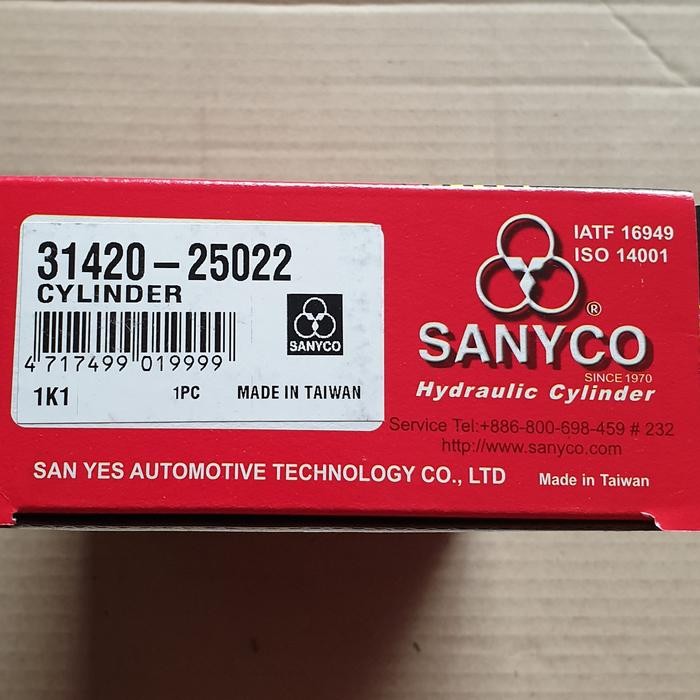 31420-25022
CYLINDER
SANYCO
4 717499 019999
1K1 1PC MADE IN TAIWAN
IATF 16949
ISO 14001
®
SANYCO
SINCE 1970
Hydraulic Cylinder
Service Tel:+886-800-698-459 # 232
http://www.sanyco.com
SAN YES AUTOMOTIVE TECHNOLOGY CO., LTD Made in Taiwan